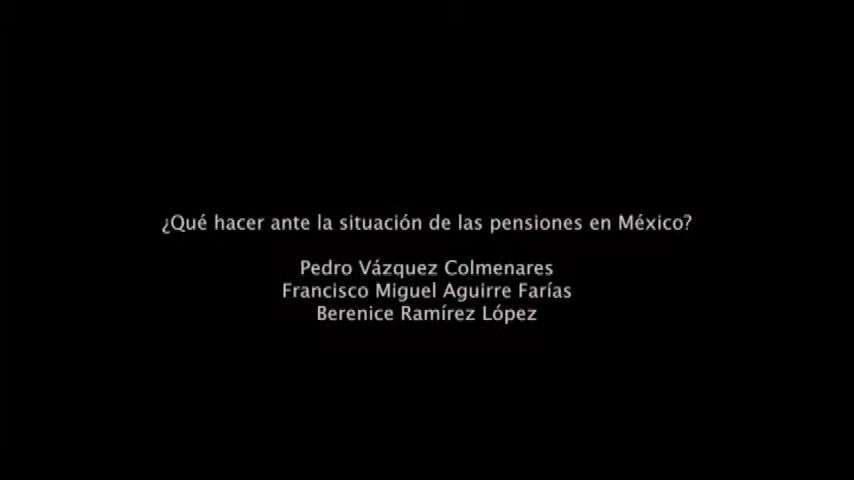 ¿Qué hacer ante la situación de las pensiones en México?
Pedro Vázquez Colmenares
Francisco Miguel Aguirre Farías
Berenice Ramírez López